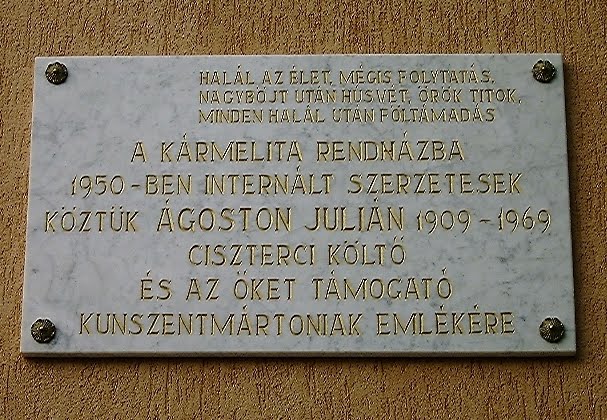 HALÁL AZ ÉLET, MÉGIS FOLYTATÁS.
NAGYBÖJT UTÁN HÚSVÉT, ÖRÖK TITOK,
MINDEN HALÁL UTÁN FÖLTÁMADÁS
A KÁRMELITA RENDHÁZBA
1950-BEN INTERNÁLT SZERZETESEK
KÖZTÜK ÁGOSTON JULIÁN 1909-1969
CISZTERCI KÖLTŐ
ÉS AZ ŐKET TÁMOGATÓ
KUNSZENTMÁRTONIAK EMLÉKÉRE